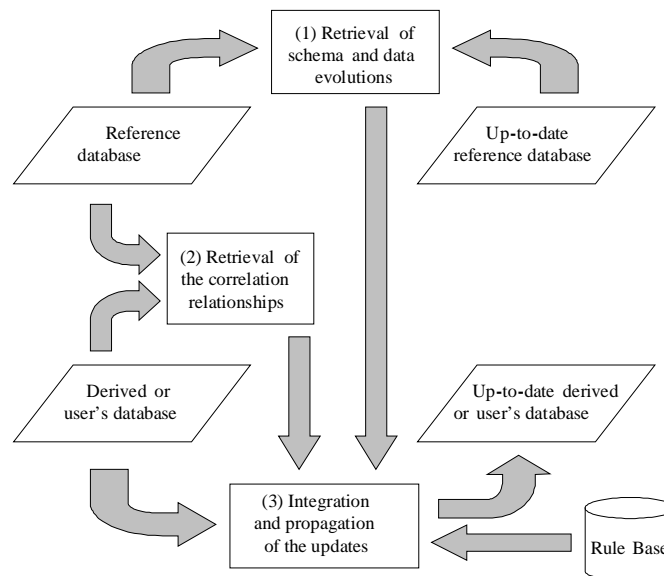 (1) Retrieval of
schema and data
evolutions
Reference
database
Up-to-date
reference database
(2) Retrieval of
the correlation
relationships
Derived or
user's database
Up-to-date derived
or user's database
(3) Integration
and propagation
of the updates
Rule Base